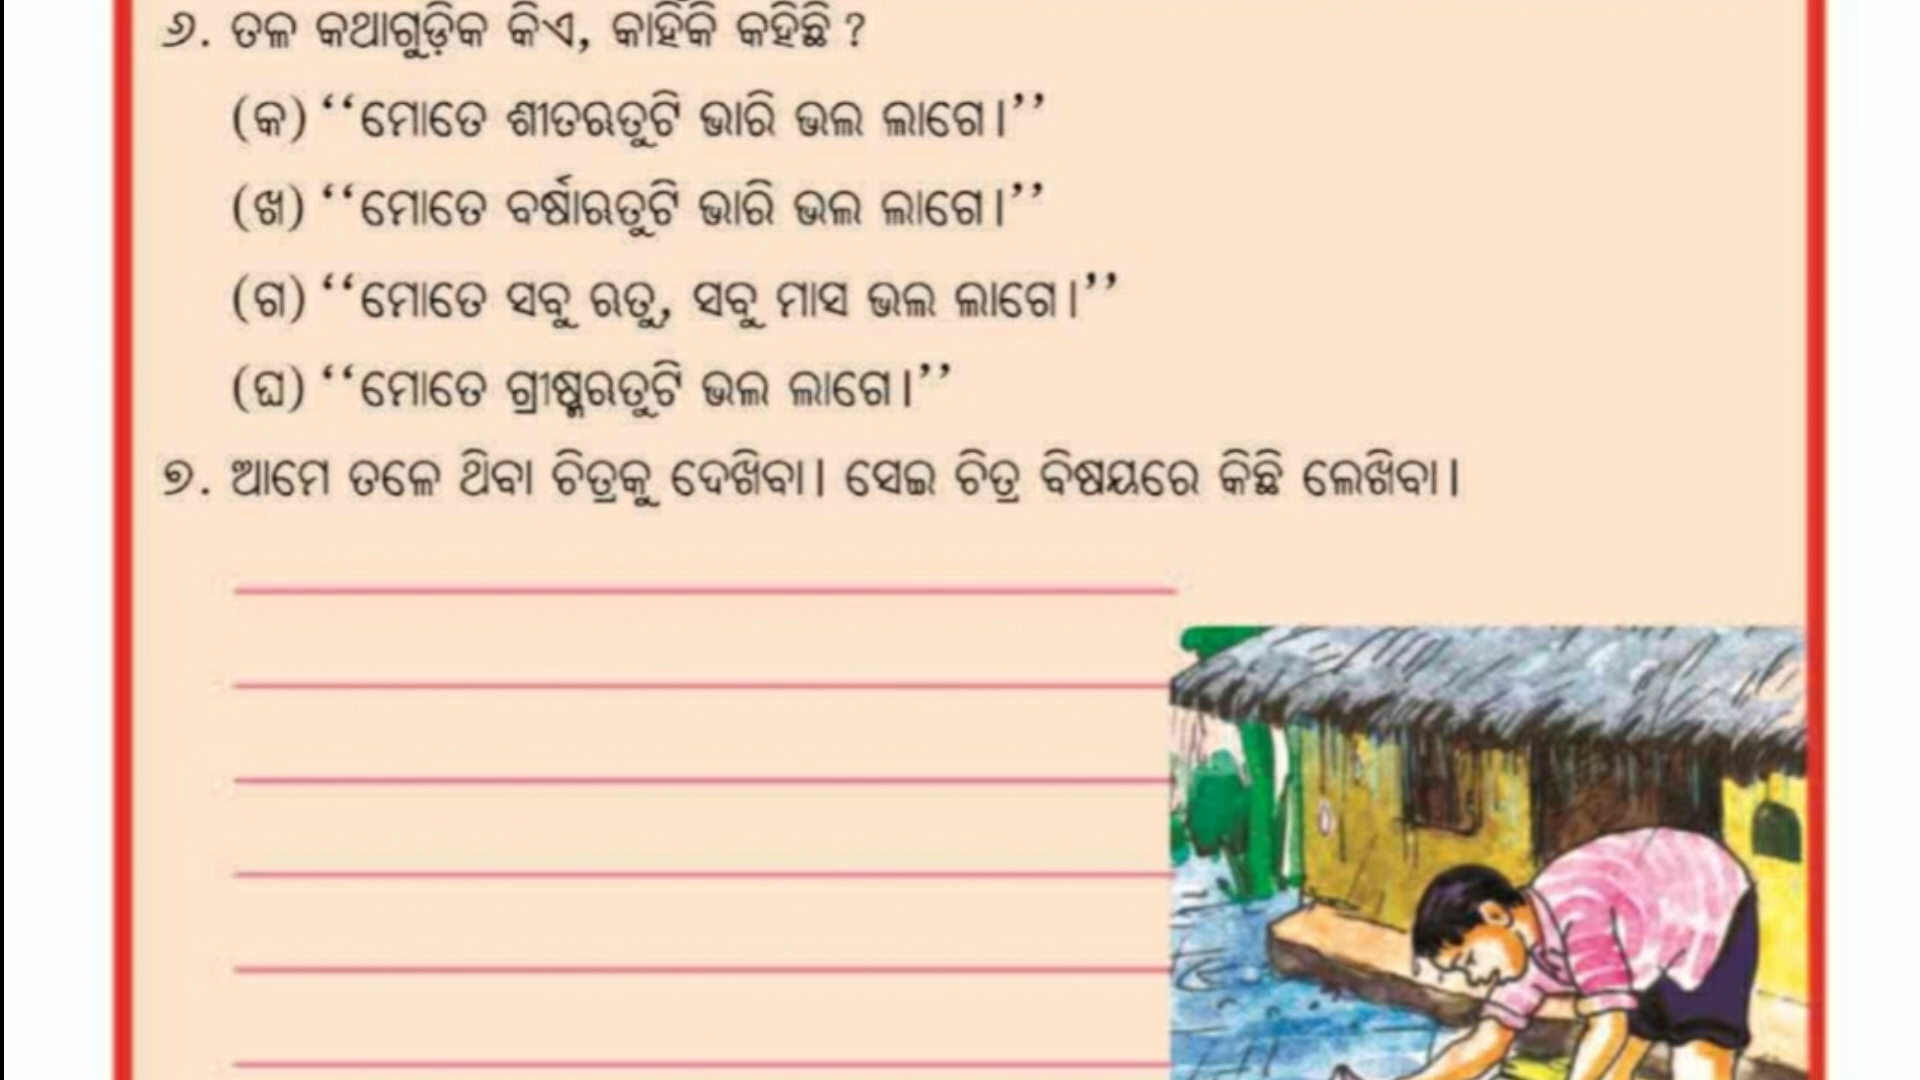 ୬. ତଳ କଥାଗୁଡ଼ିକ କିଏ, କାହିଁକି କହିଛି ?
(କ) ‘‘ମୋତେ ଶୀତଋତୁଟି ଭାରି ଭଲ ଲାଗେ।’’
(ଖ) ‘‘ମୋତେ ବର୍ଷାଋତୁଟି ଭାରି ଭଲ ଲାଗେ।’’
(ଗ) ‘‘ମୋତେ ସବୁ ଋତୁ, ସବୁ ମାସ ଭଲ ଲାଗେ।’’
(ଘ) ‘‘ମୋତେ ଗ୍ରୀଷ୍ମଋତୁଟି ଭଲ ଲାଗେ।’’
୭. ଆମେ ତଳେ ଥିବା ଚିତ୍ରକୁ ଦେଖିବା। ସେଇ ଚିତ୍ର ବିଷୟରେ କିଛି ଲେଖିବା।